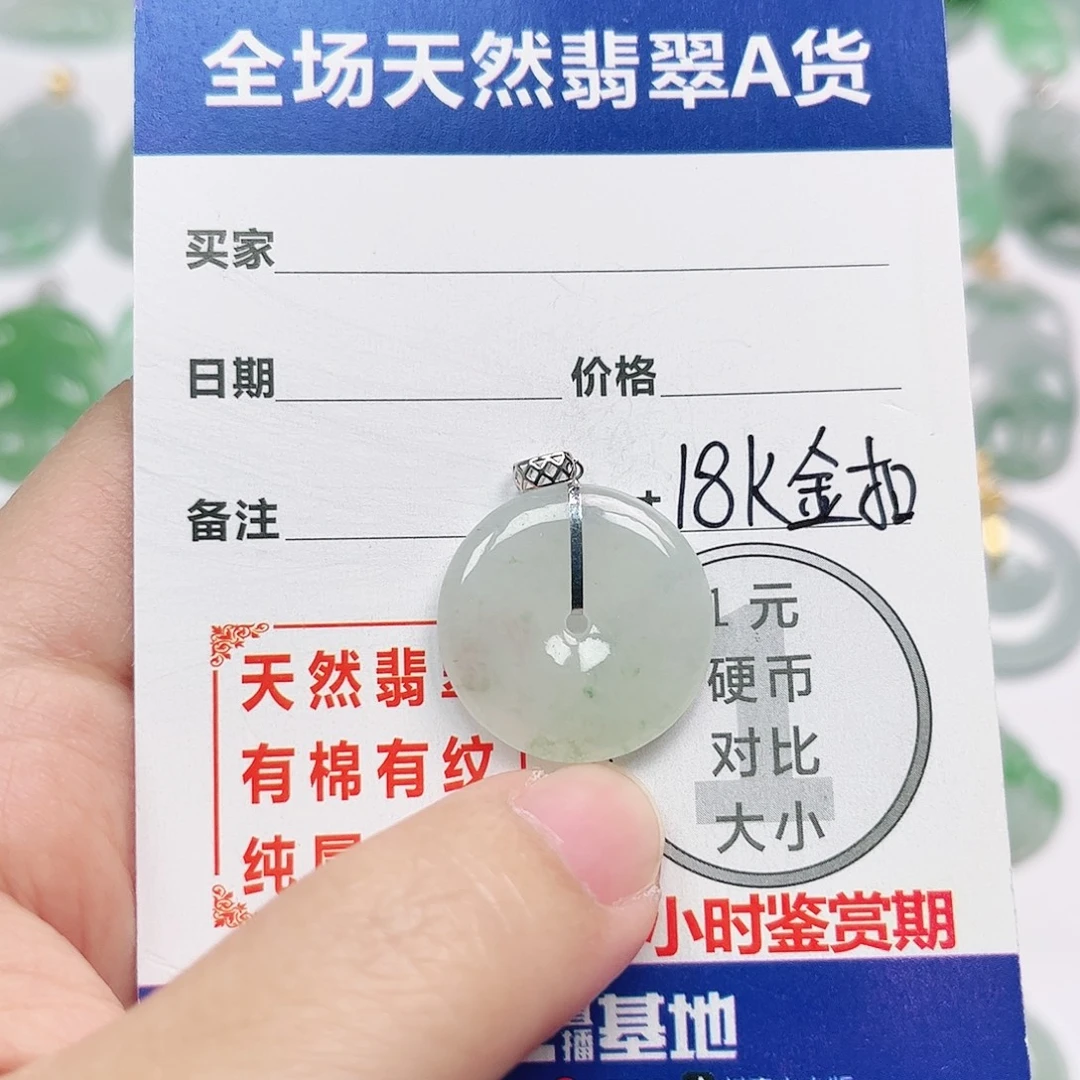 全场天然翡翠A货
买家
日期 价格
备注 + 18K金扣
1元
硬币
对比
大小
天然翡
有棉有纹
纯属
小时鉴赏期
播基地